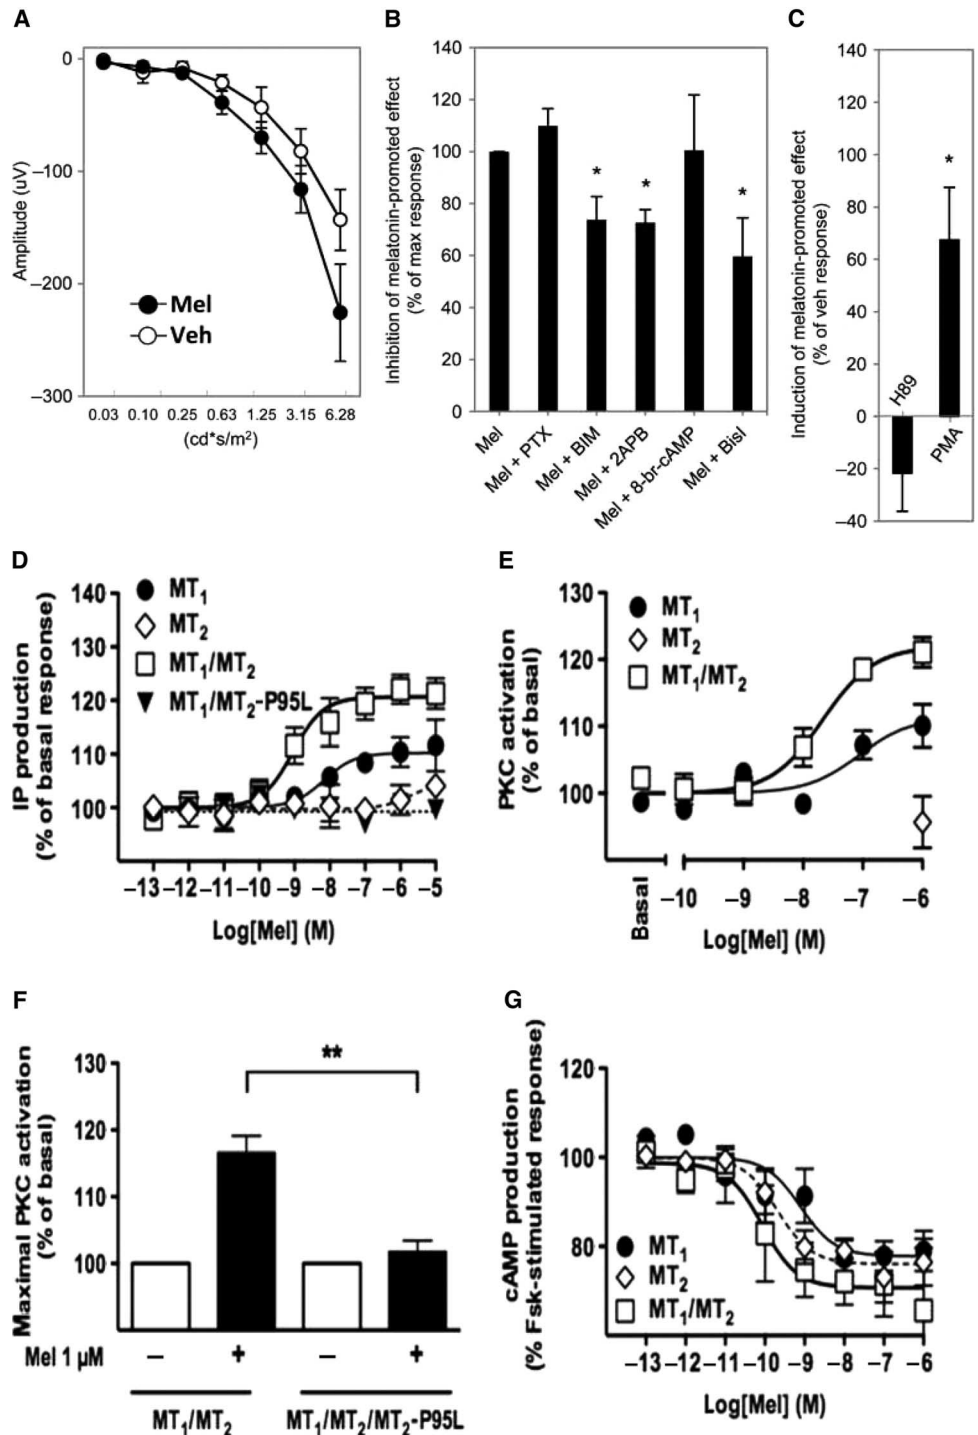 A
0
−100
−200
−300
Amplitude (uV)
Mel
Veh
0.03 0.10 0.25 0.63 1.25 3.15 6.28
(cd*s/m²)
B
140
120
100
80
60
40
20
0
Inhibition of melatonin-promoted effect
(% of max response)
*
*
*
Mel
Mel + PTX
Mel + BIM
Mel + 2APB
Mel + 8-br-cAMP
Mel + BisI
C
140
120
100
80
60
40
20
0
−20
−40
Induction of melatonin-promoted effect
(% of veh response)
*
H89
PMA
D
140
130
120
110
100
IP production
(% of basal response)
MT₁
MT₂
MT₁/MT₂
MT₁/MT₂-P95L
−13 −12 −11 −10 −9 −8 −7 −6 −5
Log[Mel] (M)
E
130
120
110
100
PKC activation
(% of basal)
MT₁
MT₂
MT₁/MT₂
Basal −10 −9 −8 −7 −6
Log[Mel] (M)
F
130
120
110
100
Maximal PKC activation
(% of basal)
**
Mel 1 µM − + − +
MT₁/MT₂ MT₁/MT₂/MT₂-P95L
G
120
100
80
cAMP production
(% Fsk-stimulated response)
MT₁
MT₂
MT₁/MT₂
−13 −12 −11 −10 −9 −8 −7 −6
Log[Mel] (M)